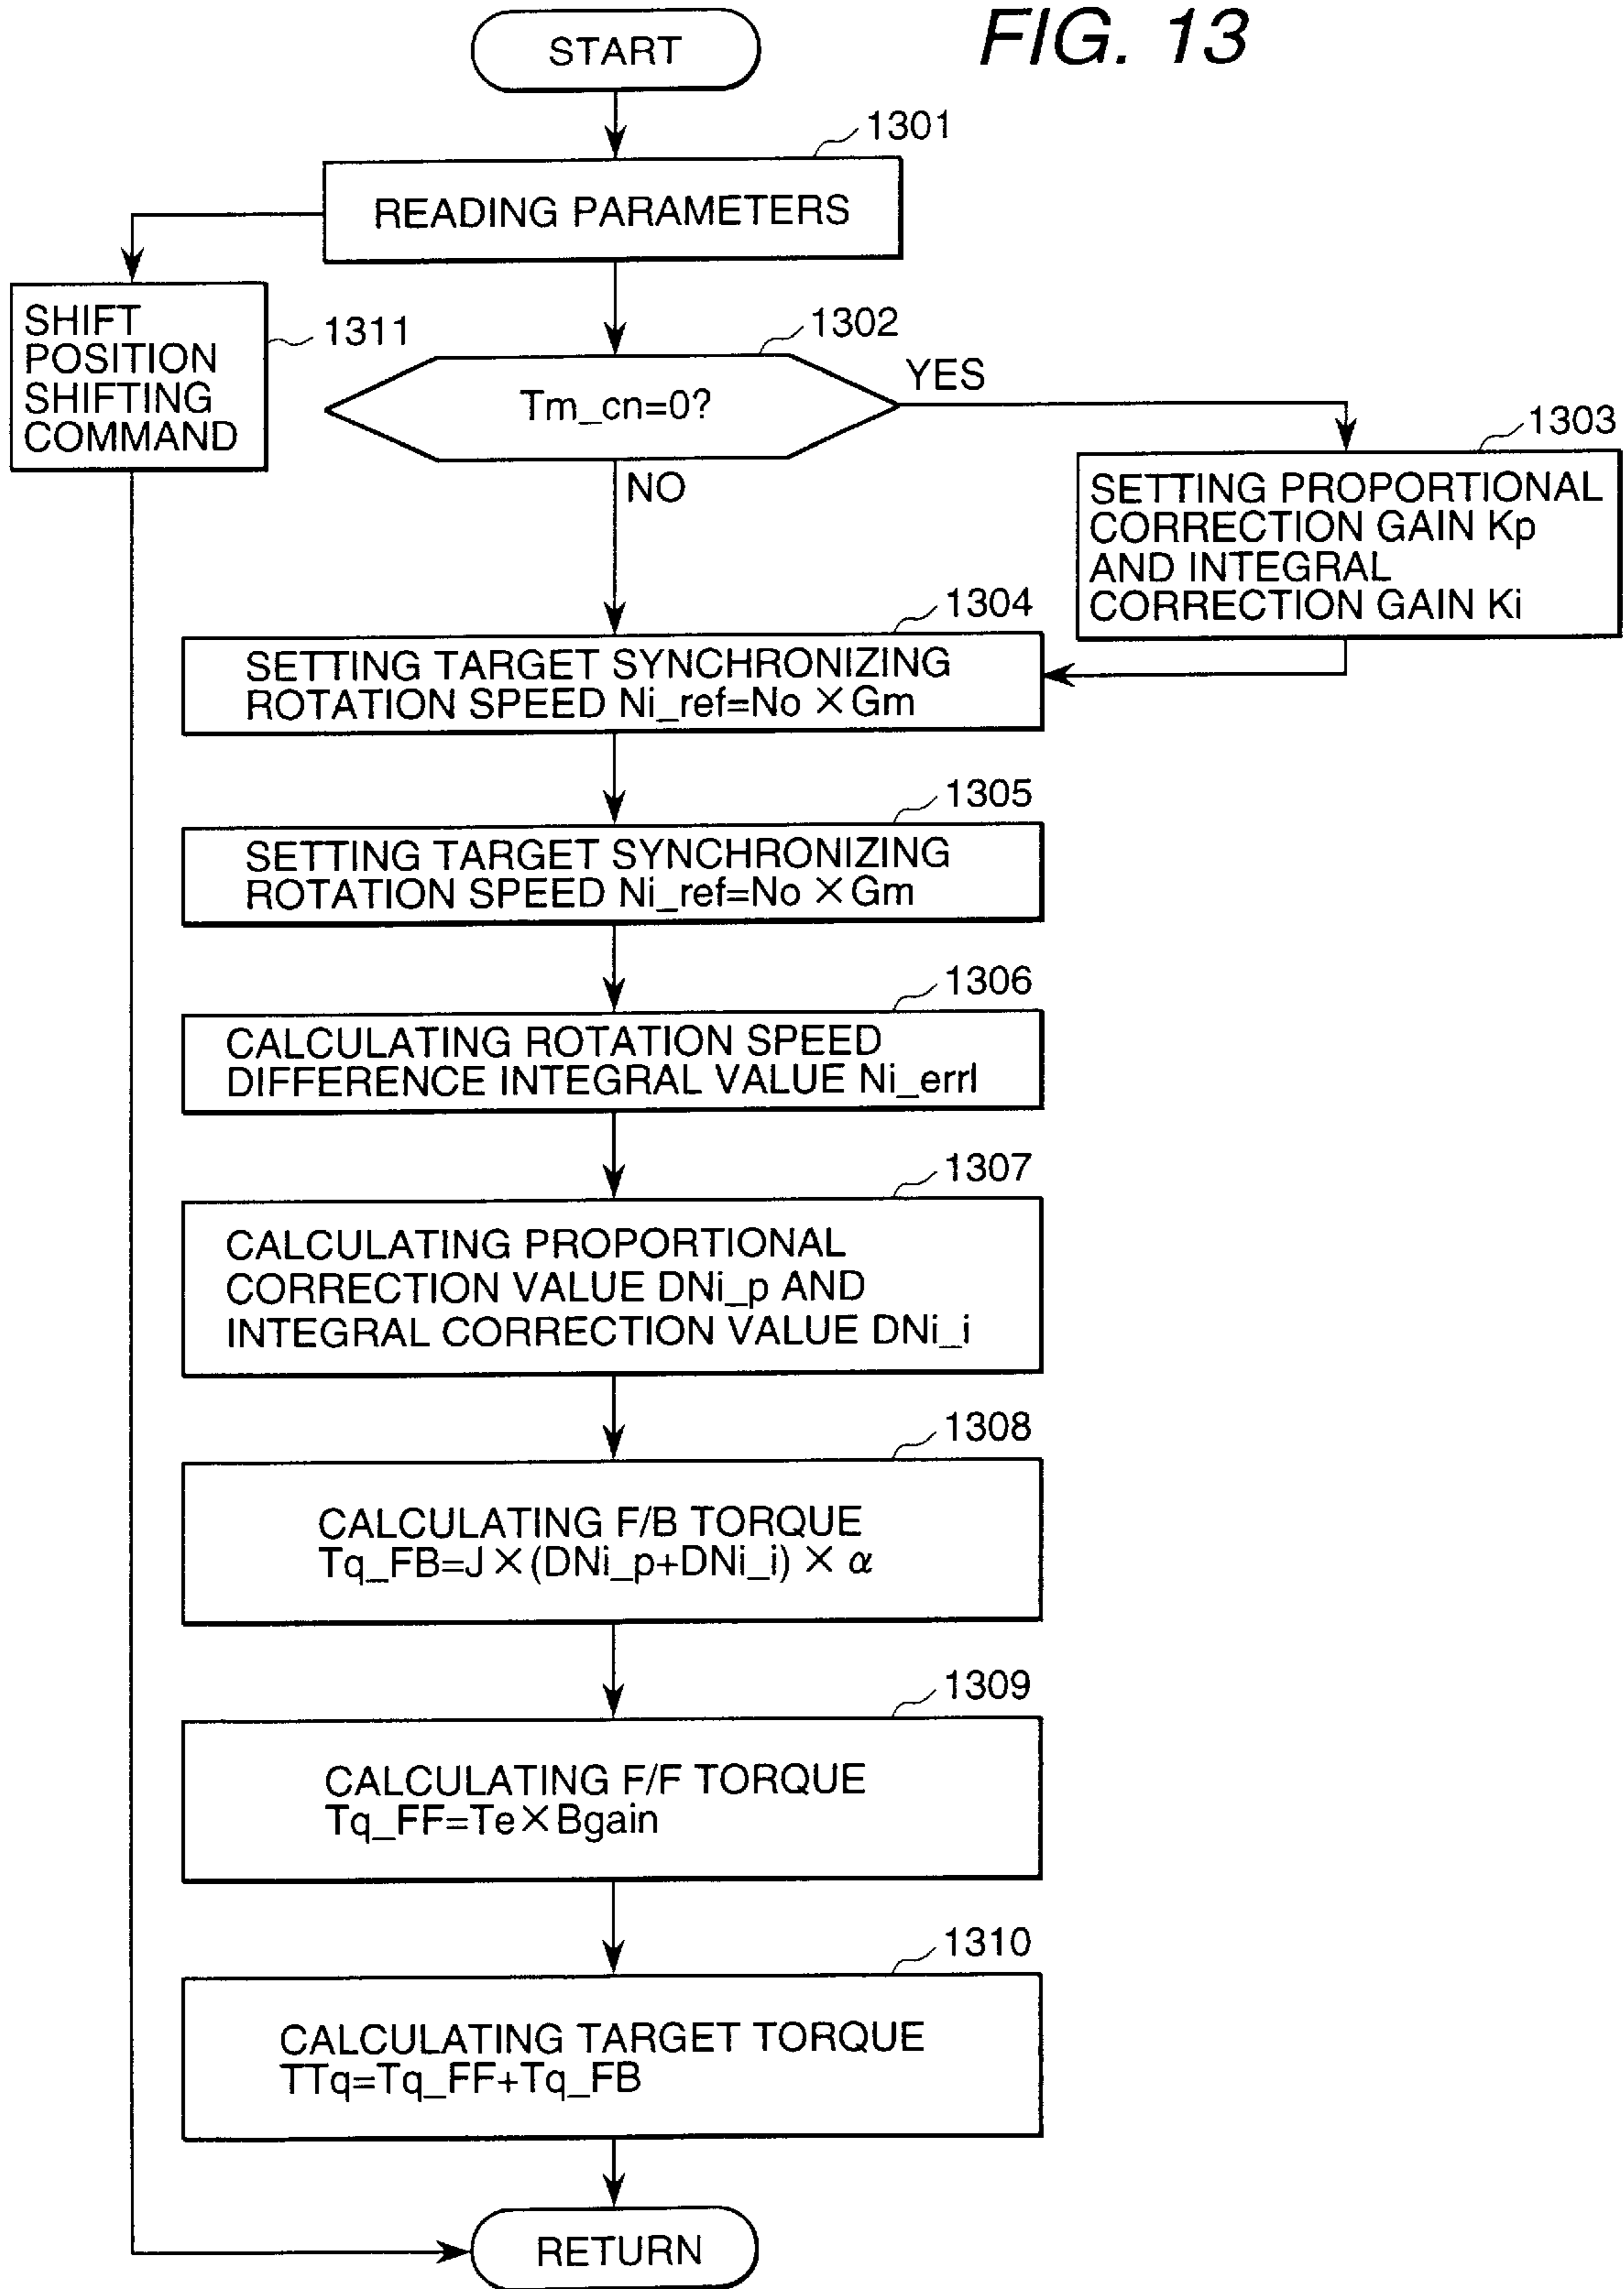 FIG. 13
START
1301
READING PARAMETERS
SHIFT
POSITION
SHIFTING
COMMAND
1311
1302
Tm_cn=0?
YES
NO
1303
SETTING PROPORTIONAL
CORRECTION GAIN Kp
AND INTEGRAL
CORRECTION GAIN Ki
1304
SETTING TARGET SYNCHRONIZING
ROTATION SPEED Ni_ref=No×Gm
1305
SETTING TARGET SYNCHRONIZING
ROTATION SPEED Ni_ref=No×Gm
1306
CALCULATING ROTATION SPEED
DIFFERENCE INTEGRAL VALUE Ni_errI
1307
CALCULATING PROPORTIONAL
CORRECTION VALUE DNi_p AND
INTEGRAL CORRECTION VALUE DNi_i
1308
CALCULATING F/B TORQUE
Tq_FB=J×(DNi_p+DNi_i)×α
1309
CALCULATING F/F TORQUE
Tq_FF=Te×Bgain
1310
CALCULATING TARGET TORQUE
TTq=Tq_FF+Tq_FB
RETURN